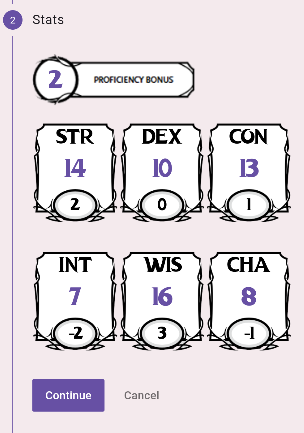 2 Stats
2 PROFICIENCY BONUS
STR DEX CON
14 10 13
2 0 1
INT WIS CHA
7 16 8
-2 3 -1
Continue Cancel